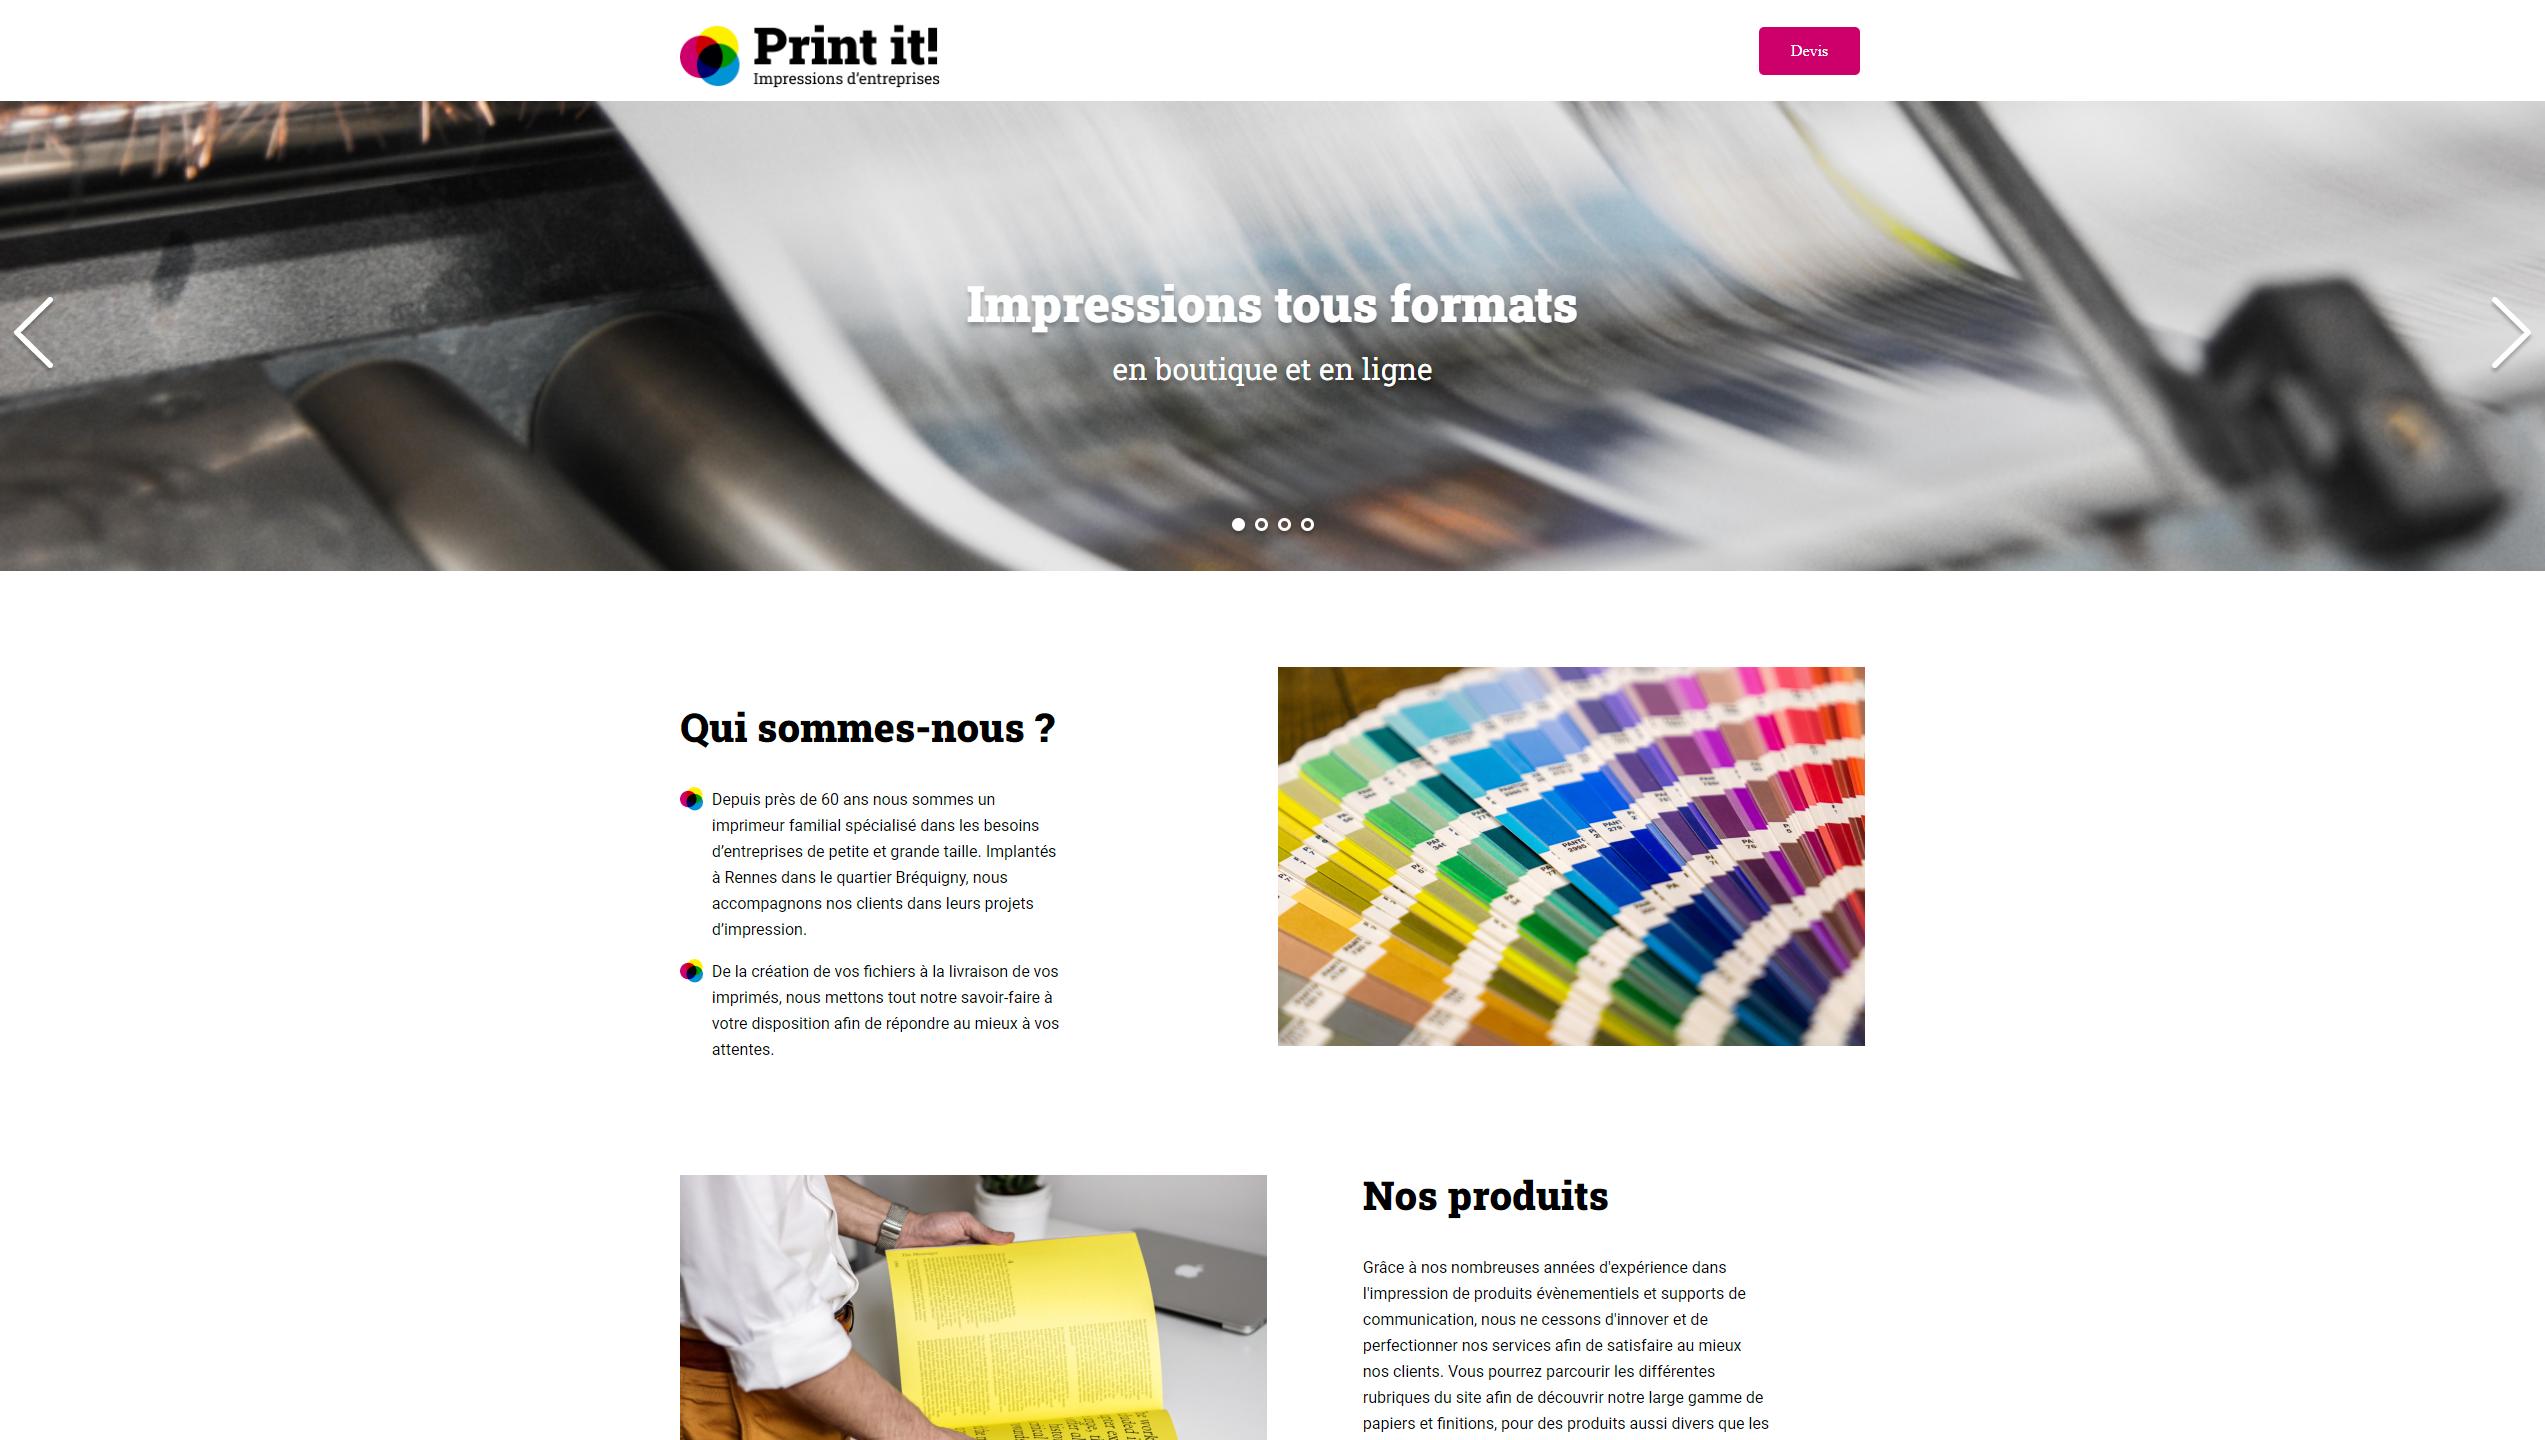 Print it!
Impressions d'entreprises
Devis
Impressions tous formats
en boutique et en ligne
Qui sommes-nous ?
Depuis près de 60 ans nous sommes un
imprimeur familial spécialisé dans les besoins
d’entreprises de petite et grande taille. Implantés
à Rennes dans le quartier Bréquigny, nous
accompagnons nos clients dans leurs projets
d’impression.
De la création de vos fichiers à la livraison de vos
imprimés, nous mettons tout notre savoir-faire à
votre disposition afin de répondre au mieux à vos
attentes.
Nos produits
Grâce à nos nombreuses années d'expérience dans
l'impression de produits évènementiels et supports de
communication, nous ne cessons d'innover et de
perfectionner nos services afin de satisfaire au mieux
nos clients. Vous pourrez parcourir les différentes
rubriques du site afin de découvrir notre large gamme de
papiers et finitions, pour des produits aussi divers que les